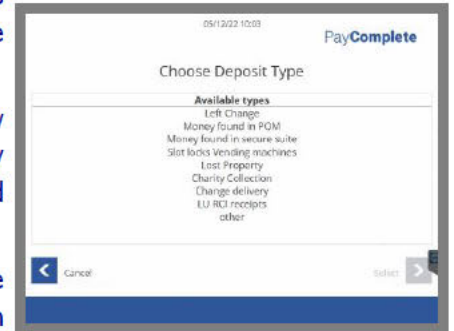 05/12/22 10:03
PayComplete
Choose Deposit Type
Available types
Left Change
Money found in POM
Money found in secure suite
Slot locks Vending machines
Lost Property
Charity Collection
Change delivery
LU RCI receipts
other
Cancel
Select